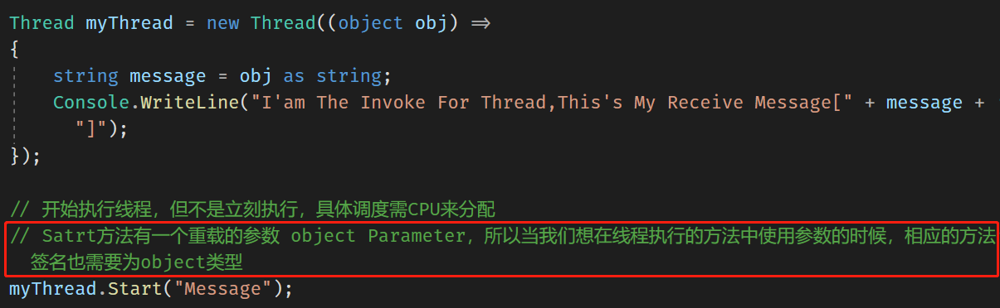 Thread myThread = new Thread((object obj) =>
{
string message = obj as string;
Console.WriteLine("I'am The Invoke For Thread,This's My Receive Message[" + message +
"]");
});
// 开始执行线程，但不是立刻执行，具体调度需CPU来分配
// Satrt方法有一个重载的参数 object Parameter，所以当我们想在线程执行的方法中使用参数的时候，相应的方法
签名也需要为object类型
myThread.Start("Message");